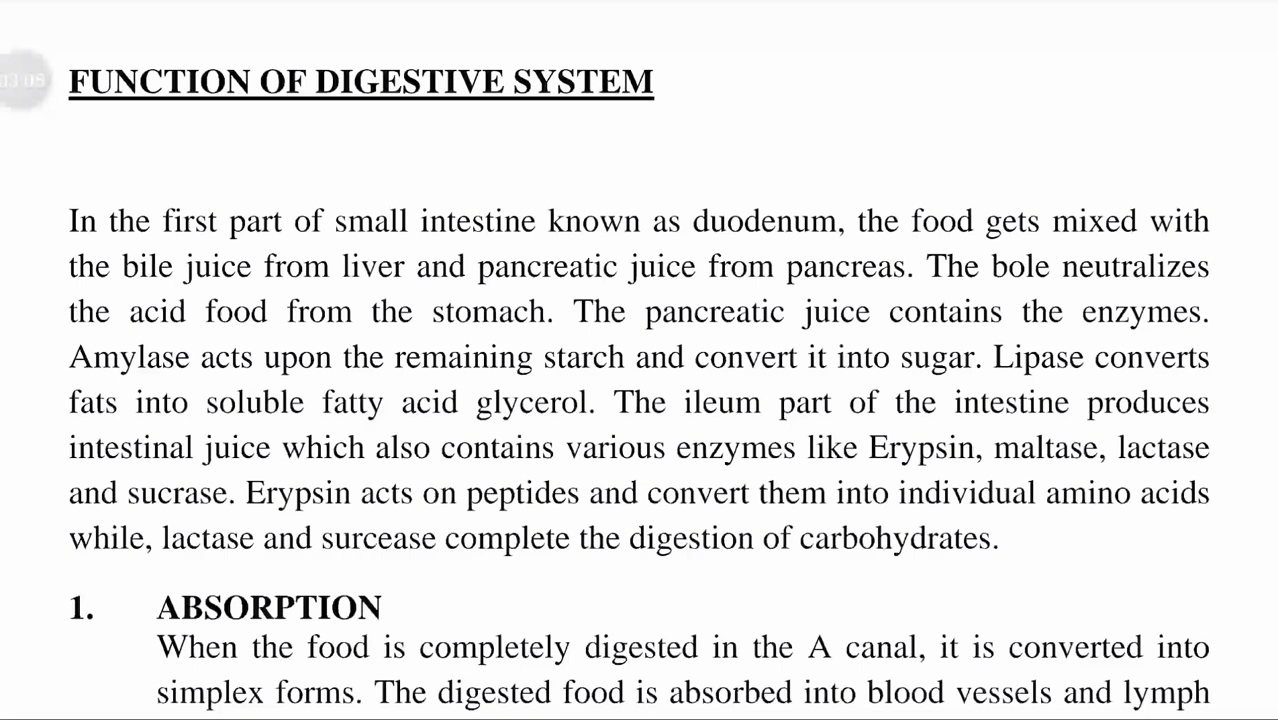 03:05
FUNCTION OF DIGESTIVE SYSTEM
In the first part of small intestine known as duodenum, the food gets mixed with
the bile juice from liver and pancreatic juice from pancreas. The bole neutralizes
the acid food from the stomach. The pancreatic juice contains the enzymes.
Amylase acts upon the remaining starch and convert it into sugar. Lipase converts
fats into soluble fatty acid glycerol. The ileum part of the intestine produces
intestinal juice which also contains various enzymes like Erypsin, maltase, lactase
and sucrase. Erypsin acts on peptides and convert them into individual amino acids
while, lactase and surcease complete the digestion of carbohydrates.
1. ABSORPTION
When the food is completely digested in the A canal, it is converted into
simplex forms. The digested food is absorbed into blood vessels and lymph